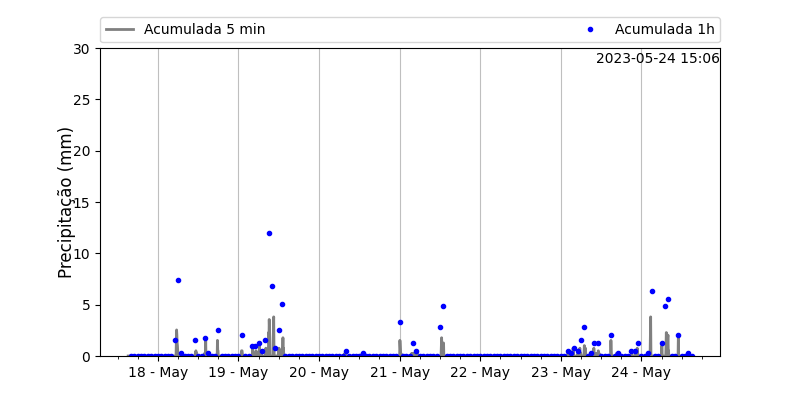 Acumulada 5 min
Acumulada 1h
2023-05-24 15:06
Precipitação (mm)
30
25
20
15
10
5
0
18 - May
19 - May
20 - May
21 - May
22 - May
23 - May
24 - May